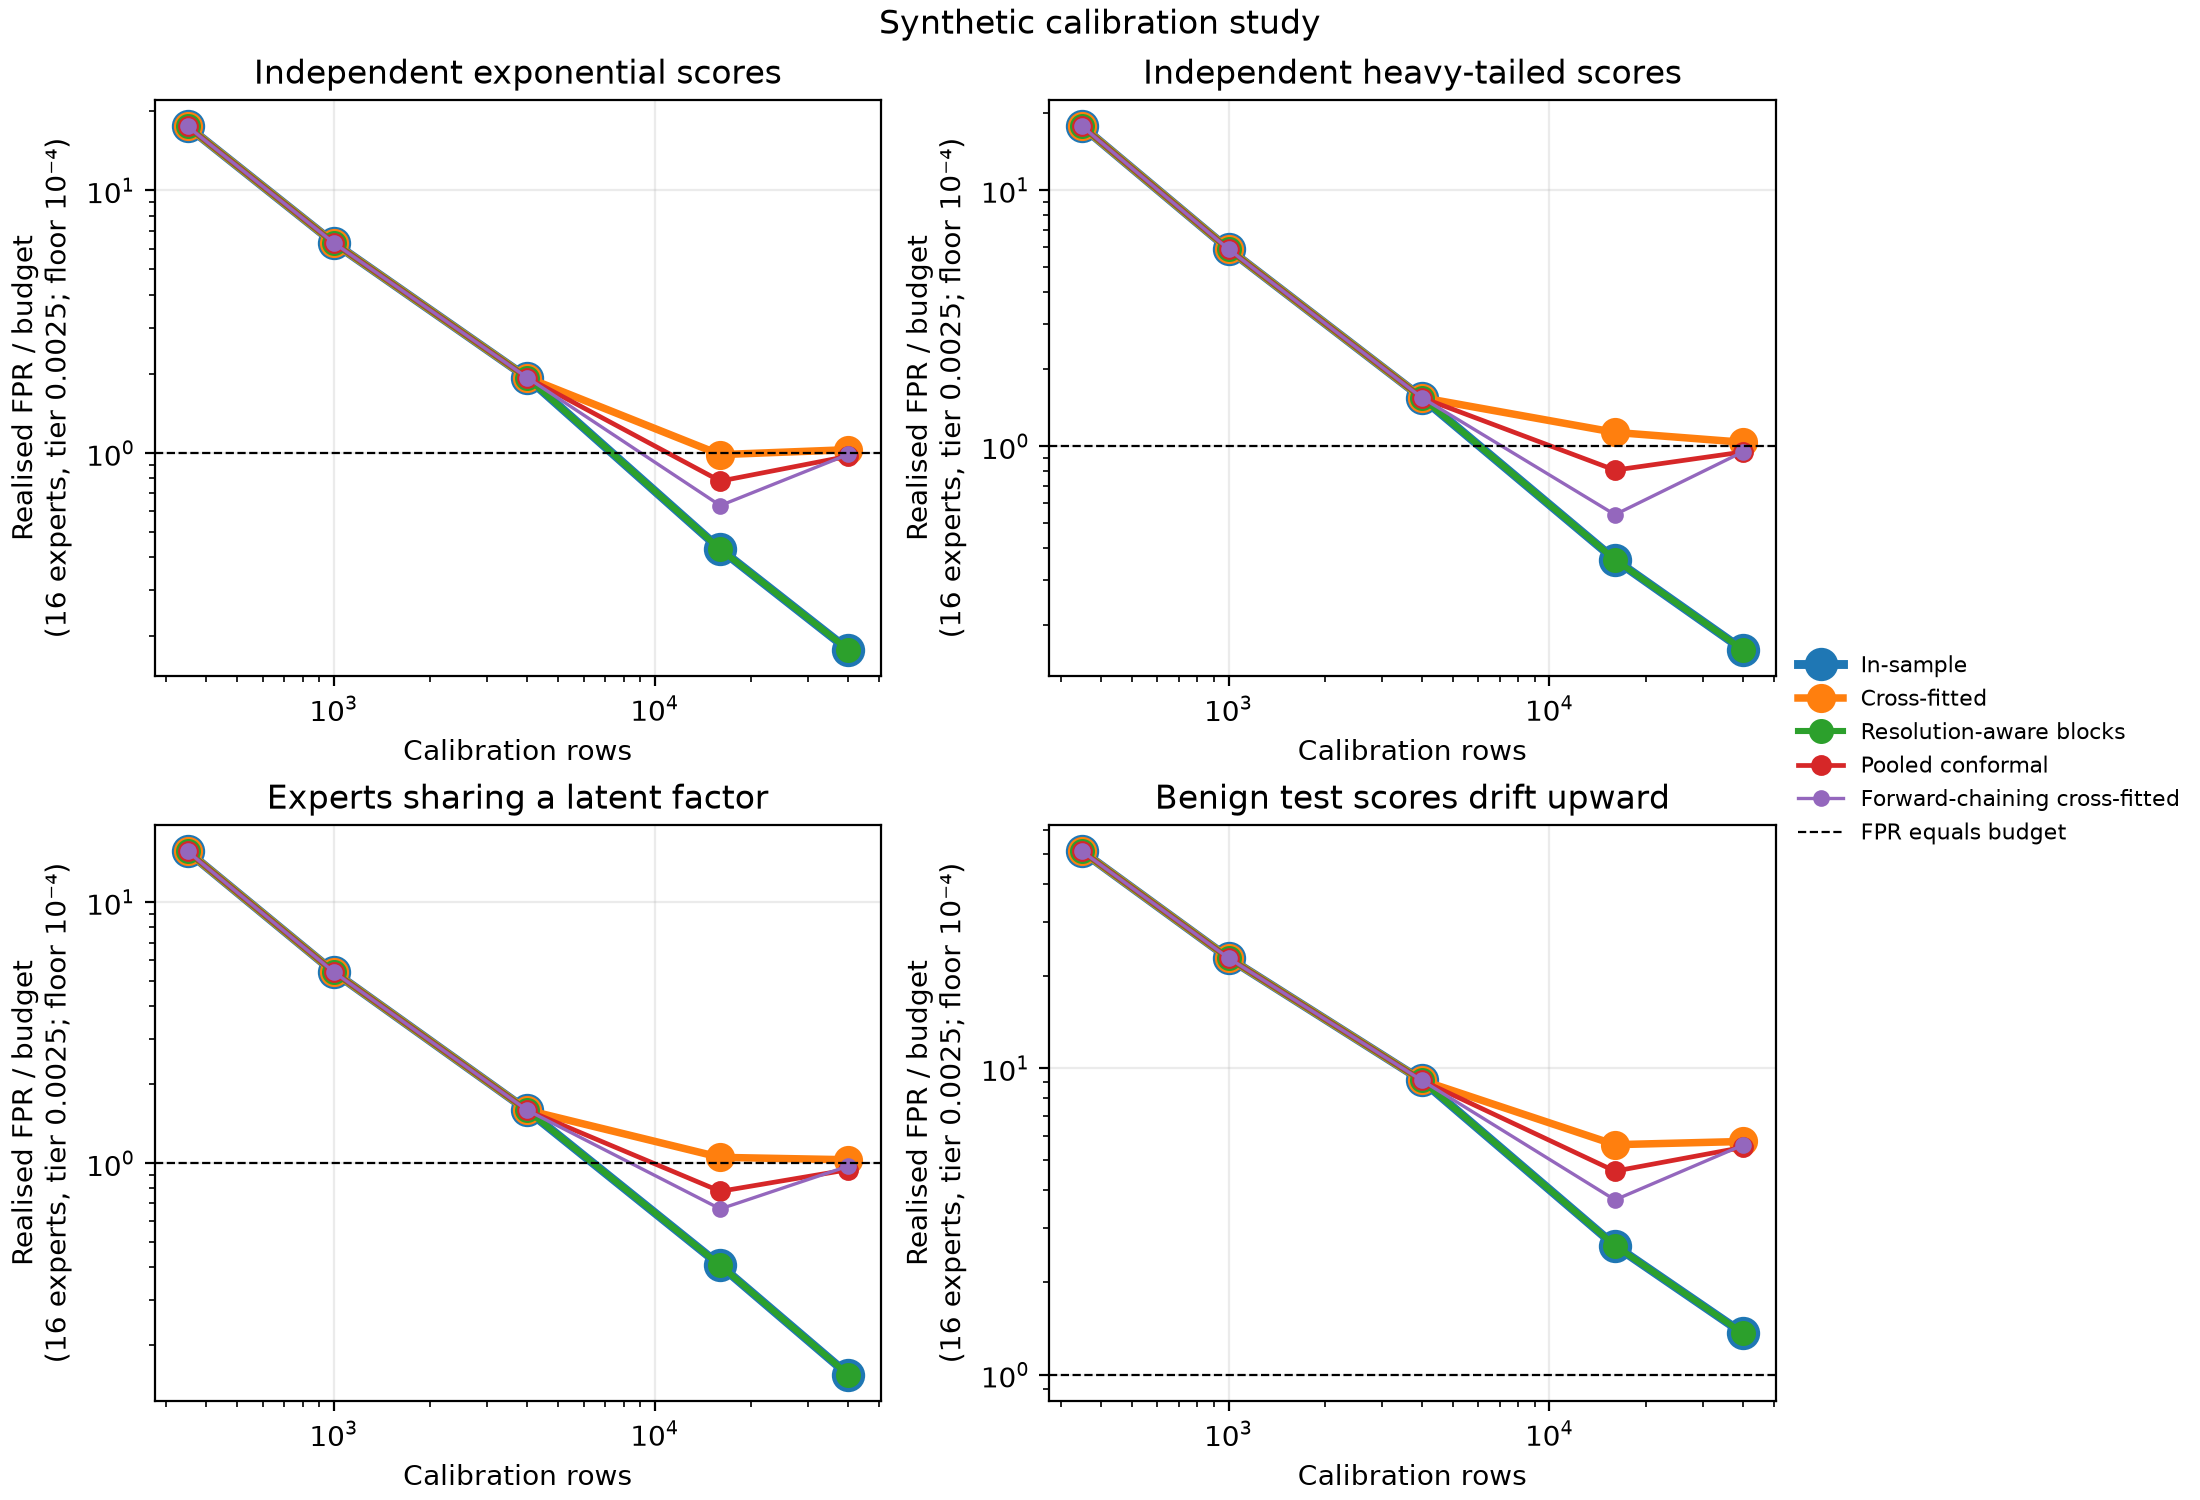 Synthetic calibration study
Independent exponential scores
Realised FPR / budget
(16 experts, tier 0.0025; floor 10⁻⁴)
10¹
10⁰
10³
10⁴
Calibration rows
Independent heavy-tailed scores
Realised FPR / budget
(16 experts, tier 0.0025; floor 10⁻⁴)
10¹
10⁰
10³
10⁴
Calibration rows
In-sample
Cross-fitted
Resolution-aware blocks
Pooled conformal
Forward-chaining cross-fitted
FPR equals budget
Experts sharing a latent factor
Realised FPR / budget
(16 experts, tier 0.0025; floor 10⁻⁴)
10¹
10⁰
10³
10⁴
Calibration rows
Benign test scores drift upward
Realised FPR / budget
(16 experts, tier 0.0025; floor 10⁻⁴)
10¹
10⁰
10³
10⁴
Calibration rows